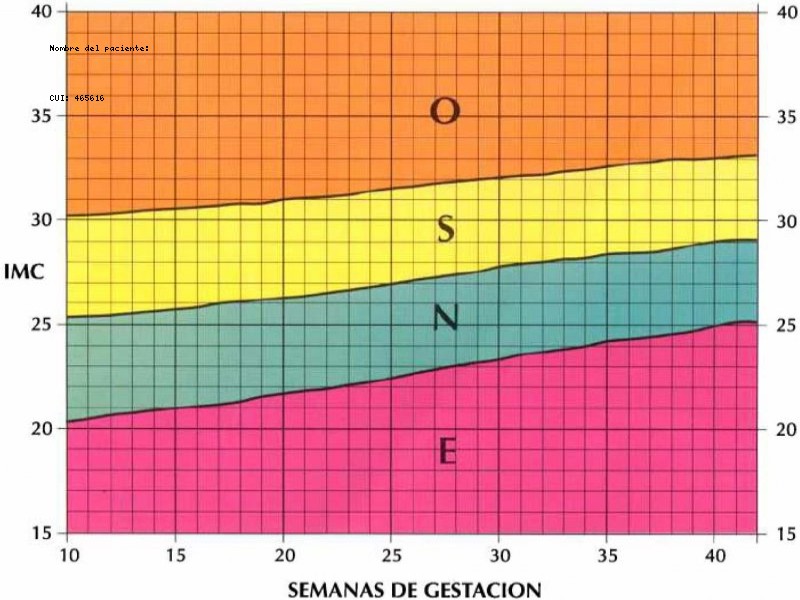 40
40
Nombre del paciente:
CUI: 465616
O
35
35
S
30
30
IMC
N
25
25
E
20
20
15
15
10 15 20 25 30 35 40
SEMANAS DE GESTACION